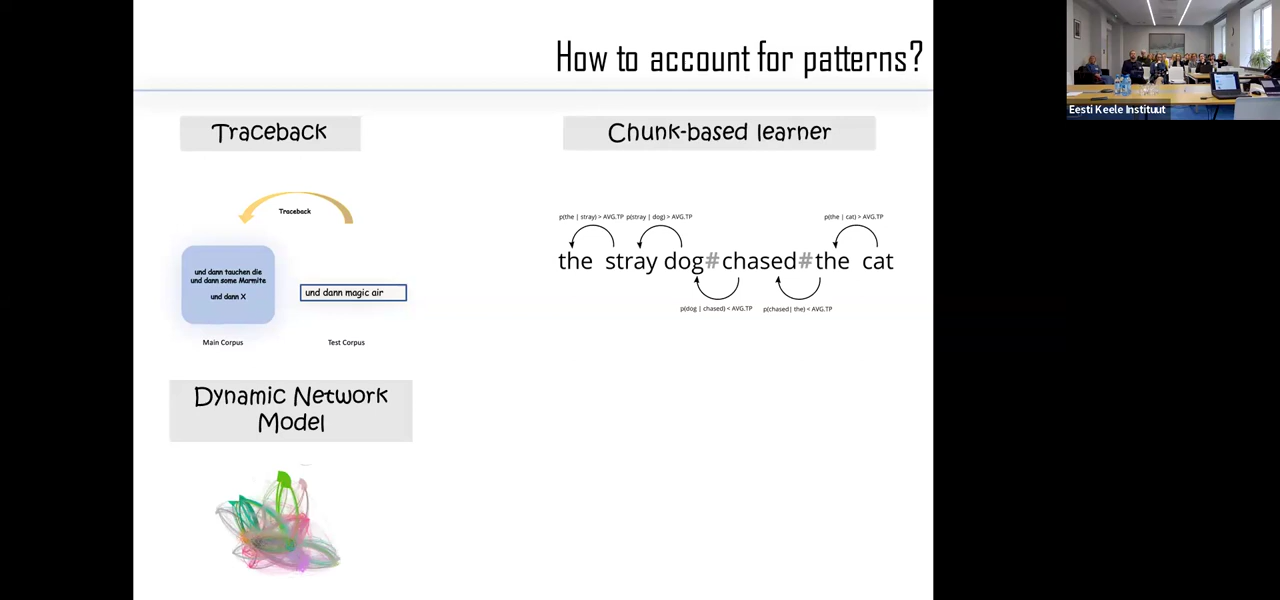 How to account for patterns?
Eesti Keele Instituut
Traceback
Traceback
und dann tauchen die
und dann some Marmite
und dann X
und dann magic air
Main Corpus
Test Corpus
Chunk-based learner
p(the | stray) > AVG.TP
p(stray | dog) > AVG.TP
p(the | cat) > AVG.TP
the stray dog#chased#the cat
p(dog | chased) < AVG.TP
p(chased| the) < AVG.TP
Dynamic Network
Model